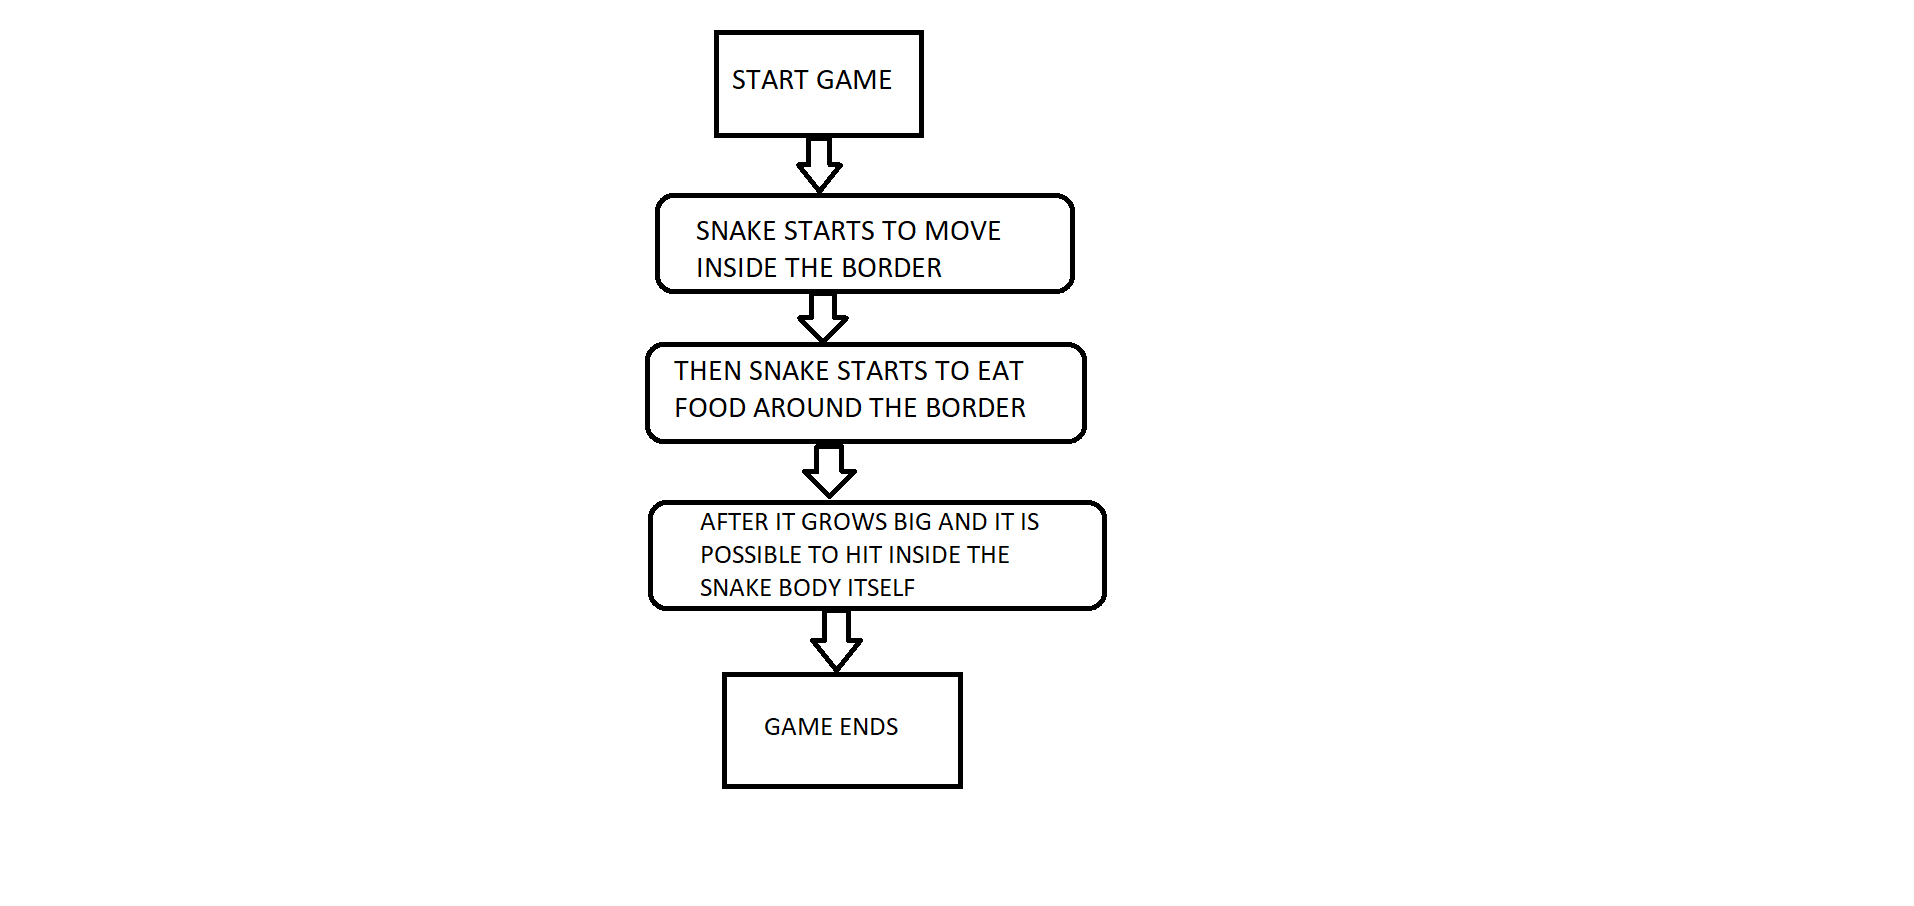 START GAME
SNAKE STARTS TO MOVE
INSIDE THE BORDER
THEN SNAKE STARTS TO EAT
FOOD AROUND THE BORDER
AFTER IT GROWS BIG AND IT IS
POSSIBLE TO HIT INSIDE THE
SNAKE BODY ITSELF
GAME ENDS